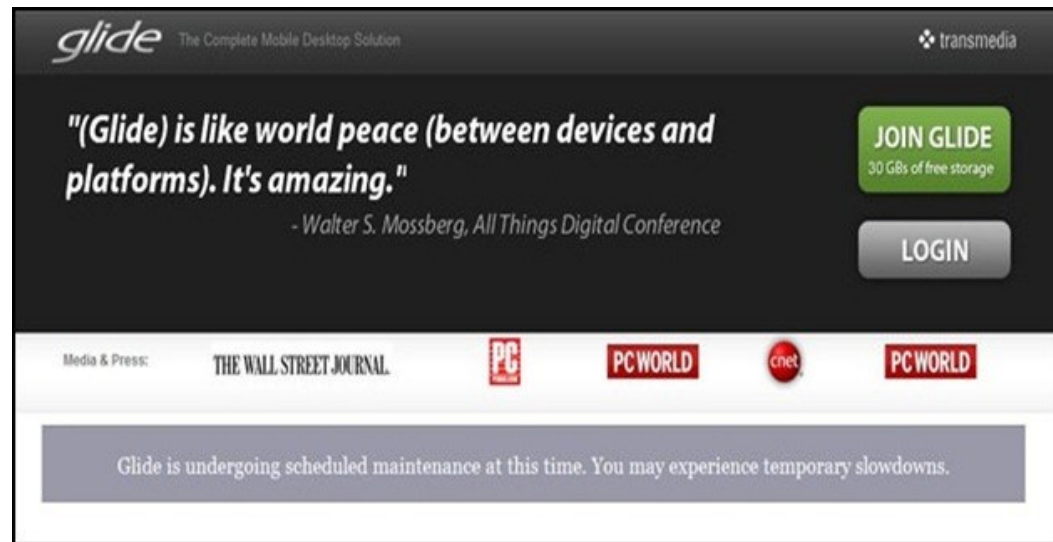 glide The Complete Mobile Desktop Solution
transmedia
"(Glide) is like world peace (between devices and
platforms). It's amazing."
- Walter S. Mossberg, All Things Digital Conference
JOIN GLIDE
30 GBs of free storage
LOGIN
Media & Press: THE WALL STREET JOURNAL. PC PCWORLD cnet PCWORLD
Glide is undergoing scheduled maintenance at this time. You may experience temporary slowdowns.